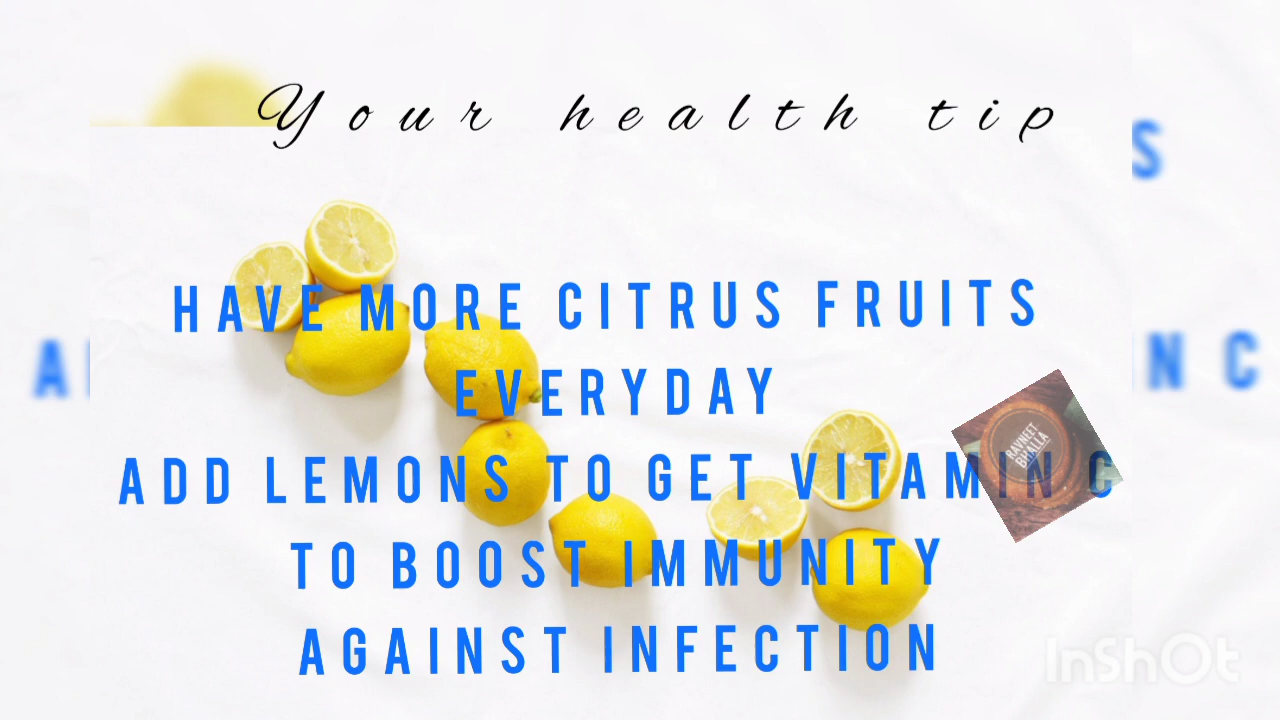 Your health tip
HAVE MORE CITRUS FRUITS
EVERYDAY
ADD LEMONS TO GET VITAMIN C
TO BOOST IMMUNITY
AGAINST INFECTION
RAVNEET
BHALLA
InShOt